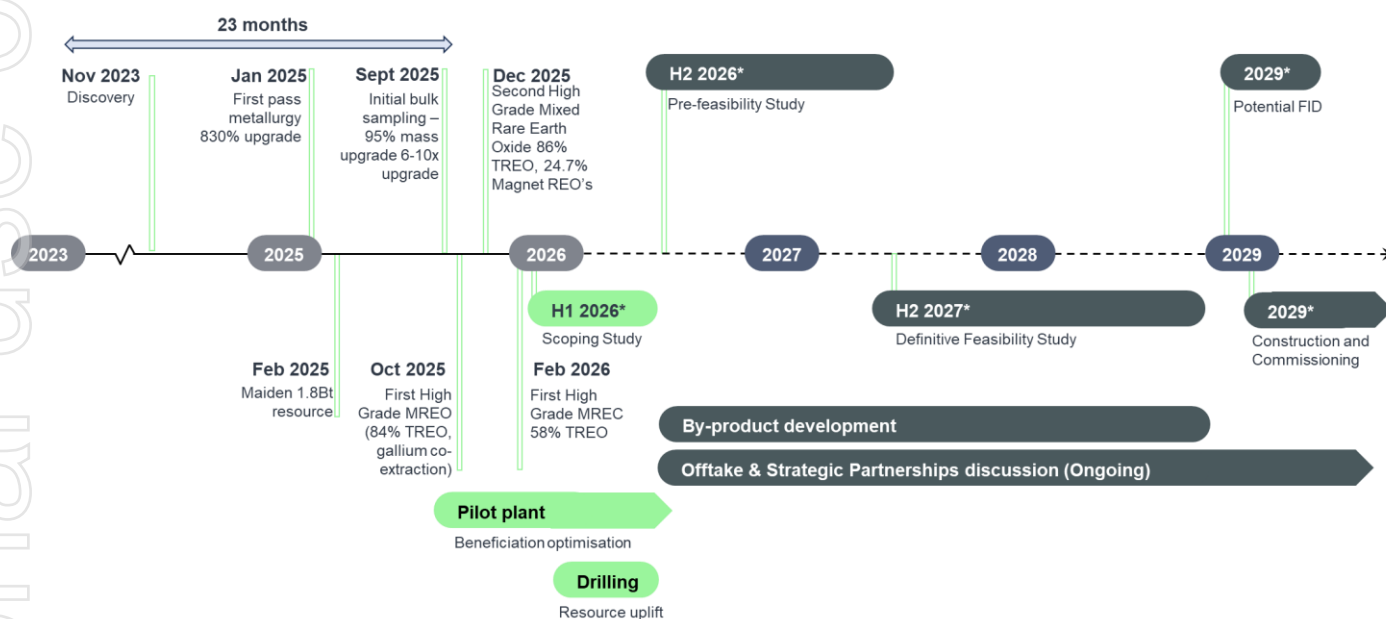 23 months
Nov 2023
Discovery
Jan 2025
First pass
metallurgy
830% upgrade
Sept 2025
Initial bulk
sampling –
95% mass
upgrade 6-10x
upgrade
Dec 2025
Second High
Grade Mixed
Rare Earth
Oxide 86%
TREO, 24.7%
Magnet REO's
H2 2026*
Pre-feasibility Study
2029*
Potential FID
2023
2025
2026
2027
2028
2029
H1 2026*
Scoping Study
H2 2027*
Definitive Feasibility Study
2029*
Construction and
Commissioning
Feb 2025
Maiden 1.8Bt
resource
Oct 2025
First High
Grade MREO
(84% TREO,
gallium co-
extraction)
Feb 2026
First High
Grade MREC
58% TREO
By-product development
Offtake & Strategic Partnerships discussion (Ongoing)
Pilot plant
Beneficiation optimisation
Drilling
Resource uplift